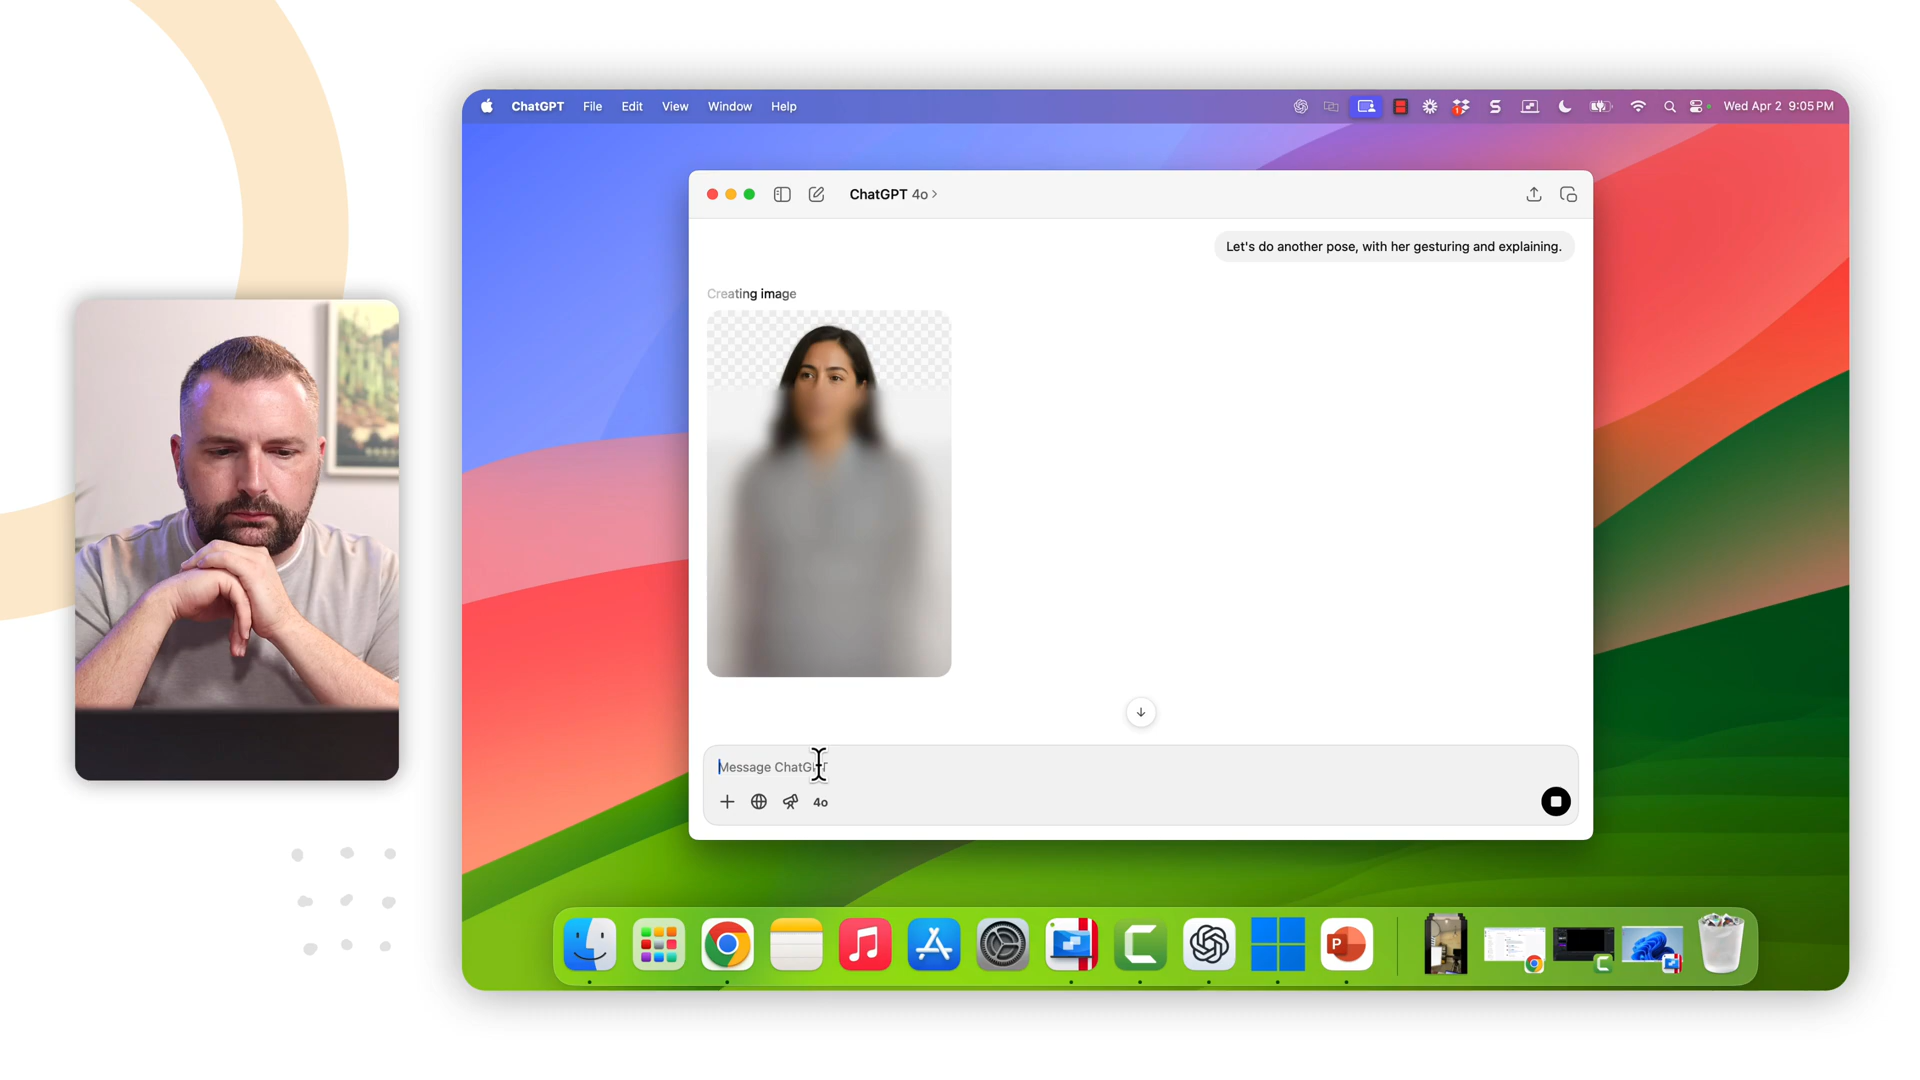 ChatGPT File Edit View Window Help
Wed Apr 2 9:05 PM
ChatGPT 4o >
Let's do another pose, with her gesturing and explaining.
Creating image
Message ChatGPT
4o